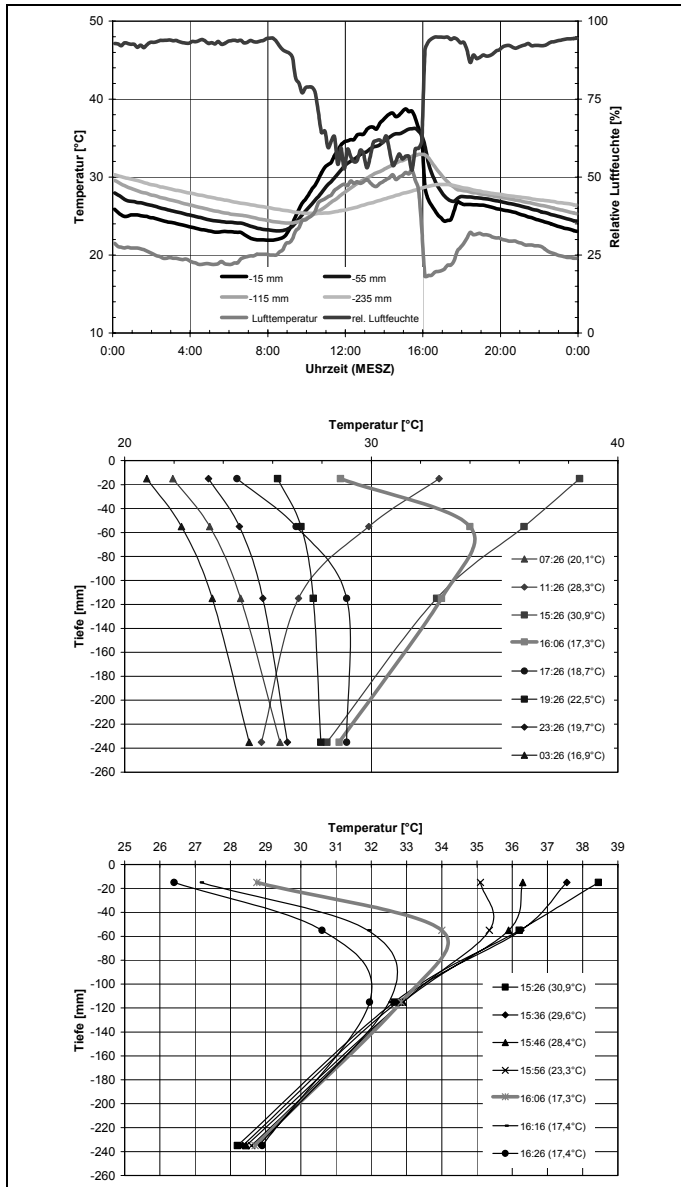 50 100
40 75
30 50
20 25
10 0
Temperatur [°C]
Relative Luftfeuchte [%]
-15 mm -55 mm
-115 mm -235 mm
Lufttemperatur rel. Luftfeuchte
0:00 4:00 8:00 12:00 16:00 20:00 0:00
Uhrzeit (MESZ)
Temperatur [°C]
20 30 40
0
-20
-40
-60
-80
-100
-120
-140
-160
-180
-200
-220
-240
-260
Tiefe [mm]
07:26 (20,1°C)
11:26 (28,3°C)
15:26 (30,9°C)
16:06 (17,3°C)
17:26 (18,7°C)
19:26 (22,5°C)
23:26 (19,7°C)
03:26 (16,9°C)
Temperatur [°C]
25 26 27 28 29 30 31 32 33 34 35 36 37 38 39
0
-20
-40
-60
-80
-100
-120
-140
-160
-180
-200
-220
-240
-260
Tiefe [mm]
15:26 (30,9°C)
15:36 (29,6°C)
15:46 (28,4°C)
15:56 (23,3°C)
16:06 (17,3°C)
16:16 (17,4°C)
16:26 (17,4°C)